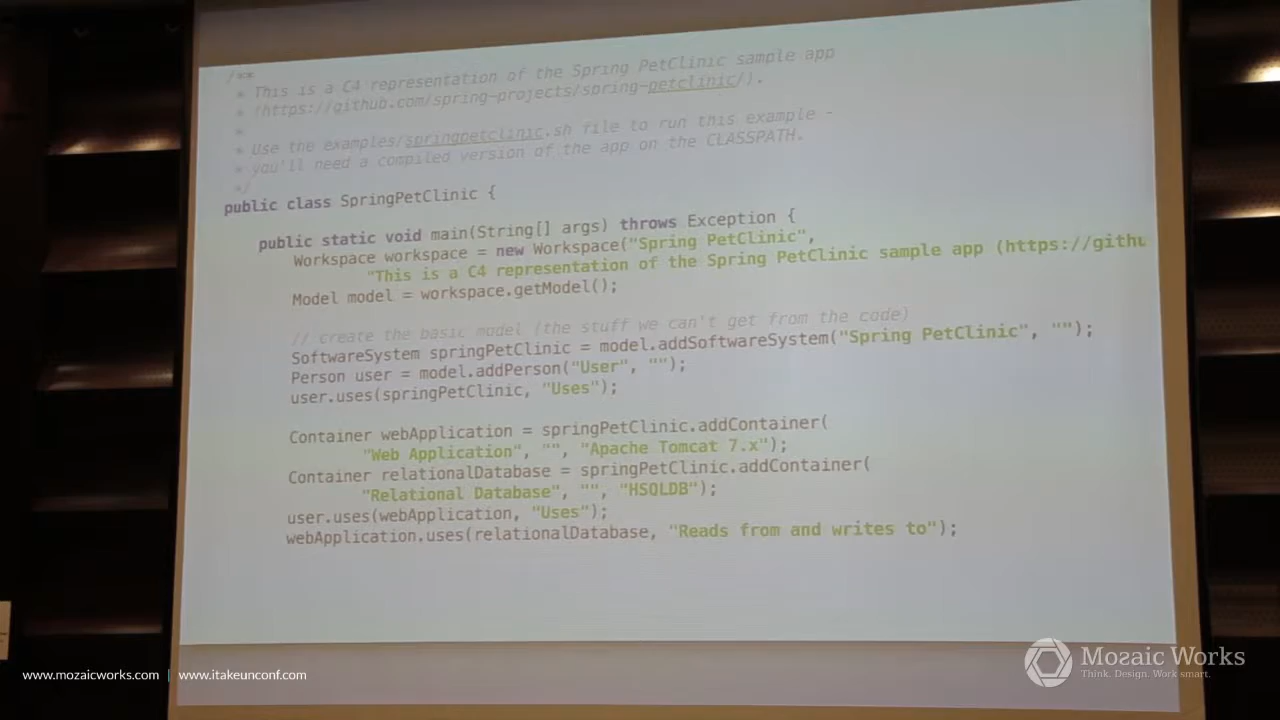 /**
* This is a C4 representation of the Spring PetClinic sample app
* (https://github.com/spring-projects/spring-petclinic/).
*
* Use the examples/springpetclinic.sh file to run this example -
* you'll need a compiled version of the app on the CLASSPATH.
*/
public class SpringPetClinic {
public static void main(String[] args) throws Exception {
Workspace workspace = new Workspace("Spring PetClinic",
"This is a C4 representation of the Spring PetClinic sample app (https://githu
Model model = workspace.getModel();
// create the basic model (the stuff we can't get from the code)
SoftwareSystem springPetClinic = model.addSoftwareSystem("Spring PetClinic", "");
Person user = model.addPerson("User", "");
user.uses(springPetClinic, "Uses");
Container webApplication = springPetClinic.addContainer(
"Web Application", "", "Apache Tomcat 7.x");
Container relationalDatabase = springPetClinic.addContainer(
"Relational Database", "", "HSQLDB");
user.uses(webApplication, "Uses");
webApplication.uses(relationalDatabase, "Reads from and writes to");
www.mozaicworks.com | www.itakeunconf.com
Mozaic Works
Think. Design. Work smart.